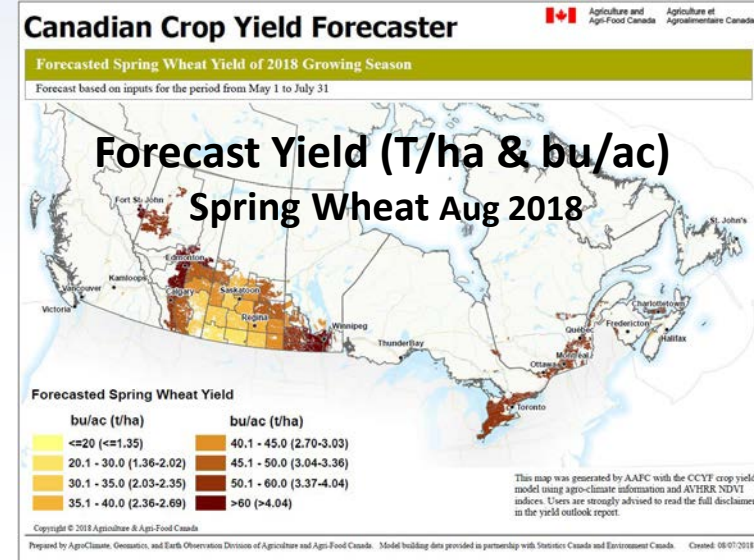 Canadian Crop Yield Forecaster
Agriculture and Agri-Food Canada
Agriculture et Agroalimentaire Canada
Forecasted Spring Wheat Yield of 2018 Growing Season
Forecast based on inputs for the period from May 1 to July 31
Forecast Yield (T/ha & bu/ac)
Spring Wheat Aug 2018
Fort St. John
St. John's
Edmonton
Kamloops
Vancouver
Calgary
Saskatoon
Victoria
Regina
Winnipeg
ThunderBay
Charlottetown
Québec
Fredericton
Halifax
Montréal
Ottawa
Toronto
Forecasted Spring Wheat Yield
bu/ac (t/ha)
<=20 (<=1.35)
20.1 - 30.0 (1.36-2.02)
30.1 - 35.0 (2.03-2.35)
35.1 - 40.0 (2.36-2.69)
bu/ac (t/ha)
40.1 - 45.0 (2.70-3.03)
45.1 - 50.0 (3.04-3.36)
50.1 - 60.0 (3.37-4.04)
>60 (>4.04)
This map was generated by AAFC with the CCYF crop yield
model using agro-climate information and AVHRR NDVI
indices. Users are strongly advised to read the full disclaimer
in the yield outlook report.
Copyright © 2018 Agriculture & Agri-Food Canada
Prepared by AgroClimate, Geomatics, and Earth Observation Division of Agriculture and Agri-Food Canada. Model building data provided in partnership with Statistics Canada and Environment Canada. Created: 08/07/2018